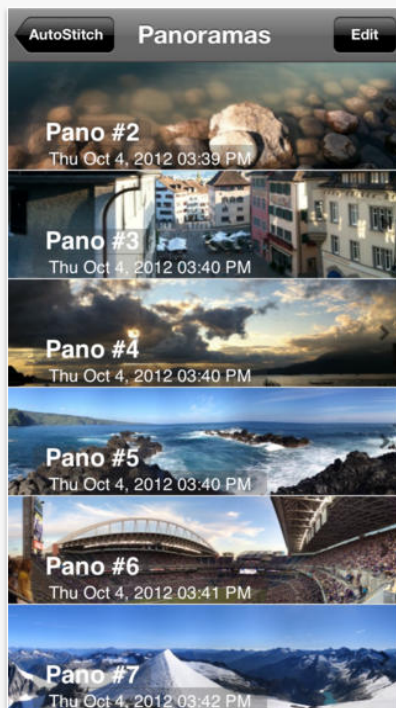 AutoStitch Panoramas Edit
Pano #2
Thu Oct 4, 2012 03:39 PM
Pano #3
Thu Oct 4, 2012 03:40 PM
Pano #4
Thu Oct 4, 2012 03:40 PM
Pano #5
Thu Oct 4, 2012 03:40 PM
Pano #6
Thu Oct 4, 2012 03:41 PM
Pano #7
Thu Oct 4, 2012 03:42 PM